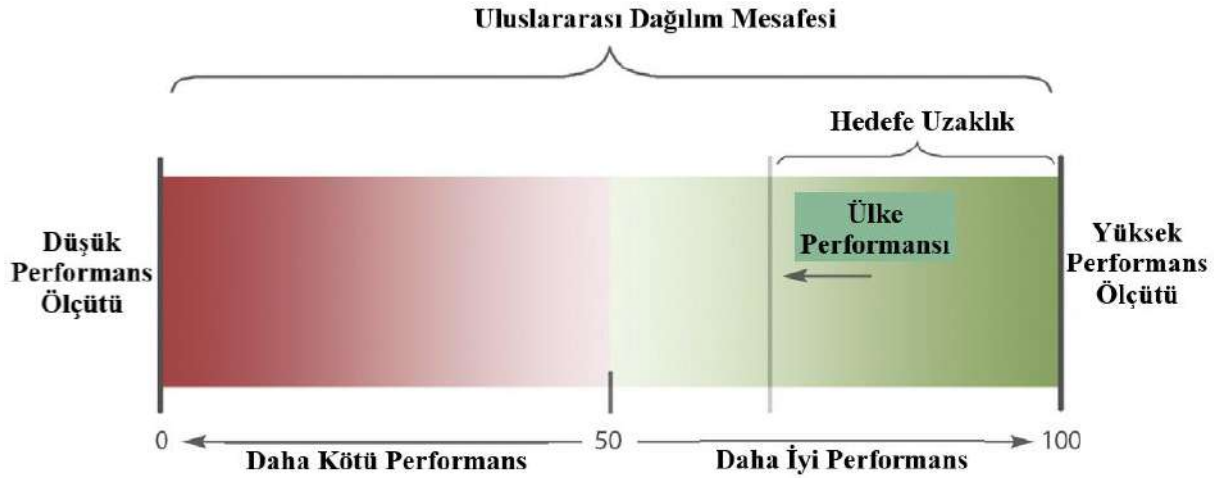 Uluslararası Dağılım Mesafesi
Hedefe Uzaklık
Düşük
Performans
Ölçütü
Ülke
Performansı
Yüksek
Performans
Ölçütü
0
50
100
Daha Kötü Performans
Daha İyi Performans